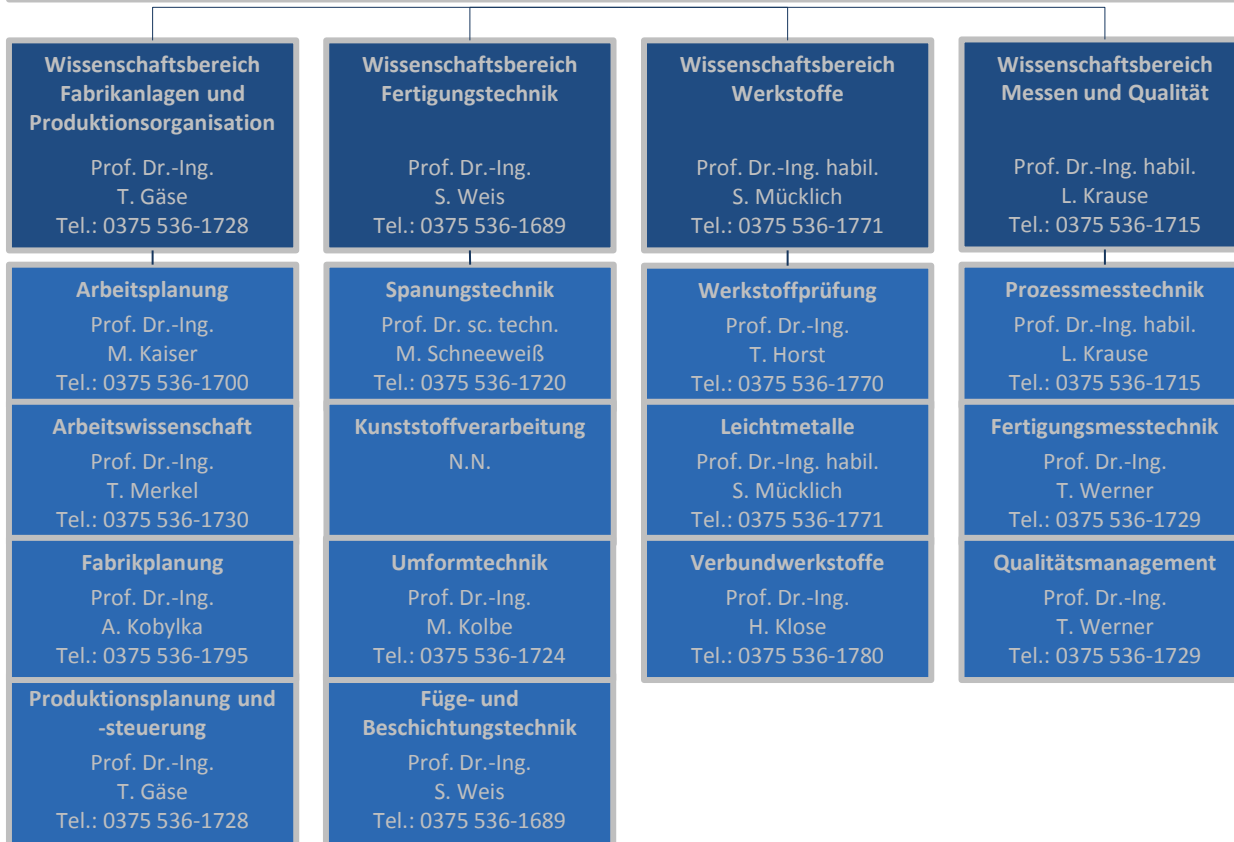 Wissenschaftsbereich
Fabrikanlagen und
Produktionsorganisation
Prof. Dr.-Ing.
T. Gäse
Tel.: 0375 536-1728
Arbeitsplanung
Prof. Dr.-Ing.
M. Kaiser
Tel.: 0375 536-1700
Arbeitswissenschaft
Prof. Dr.-Ing.
T. Merkel
Tel.: 0375 536-1730
Fabrikplanung
Prof. Dr.-Ing.
A. Kobylka
Tel.: 0375 536-1795
Produktionsplanung und
-steuerung
Prof. Dr.-Ing.
T. Gäse
Tel.: 0375 536-1728
Wissenschaftsbereich
Fertigungstechnik
Prof. Dr.-Ing.
S. Weis
Tel.: 0375 536-1689
Spanungstechnik
Prof. Dr. sc. techn.
M. Schneeweiß
Tel.: 0375 536-1720
Kunststoffverarbeitung
N.N.
Umformtechnik
Prof. Dr.-Ing.
M. Kolbe
Tel.: 0375 536-1724
Füge- und
Beschichtungstechnik
Prof. Dr.-Ing.
S. Weis
Tel.: 0375 536-1689
Wissenschaftsbereich
Werkstoffe
Prof. Dr.-Ing. habil.
S. Mücklich
Tel.: 0375 536-1771
Werkstoffprüfung
Prof. Dr.-Ing.
T. Horst
Tel.: 0375 536-1770
Leichtmetalle
Prof. Dr.-Ing. habil.
S. Mücklich
Tel.: 0375 536-1771
Verbundwerkstoffe
Prof. Dr.-Ing.
H. Klose
Tel.: 0375 536-1780
Wissenschaftsbereich
Messen und Qualität
Prof. Dr.-Ing. habil.
L. Krause
Tel.: 0375 536-1715
Prozessmesstechnik
Prof. Dr.-Ing. habil.
L. Krause
Tel.: 0375 536-1715
Fertigungsmesstechnik
Prof. Dr.-Ing.
T. Werner
Tel.: 0375 536-1729
Qualitätsmanagement
Prof. Dr.-Ing.
T. Werner
Tel.: 0375 536-1729